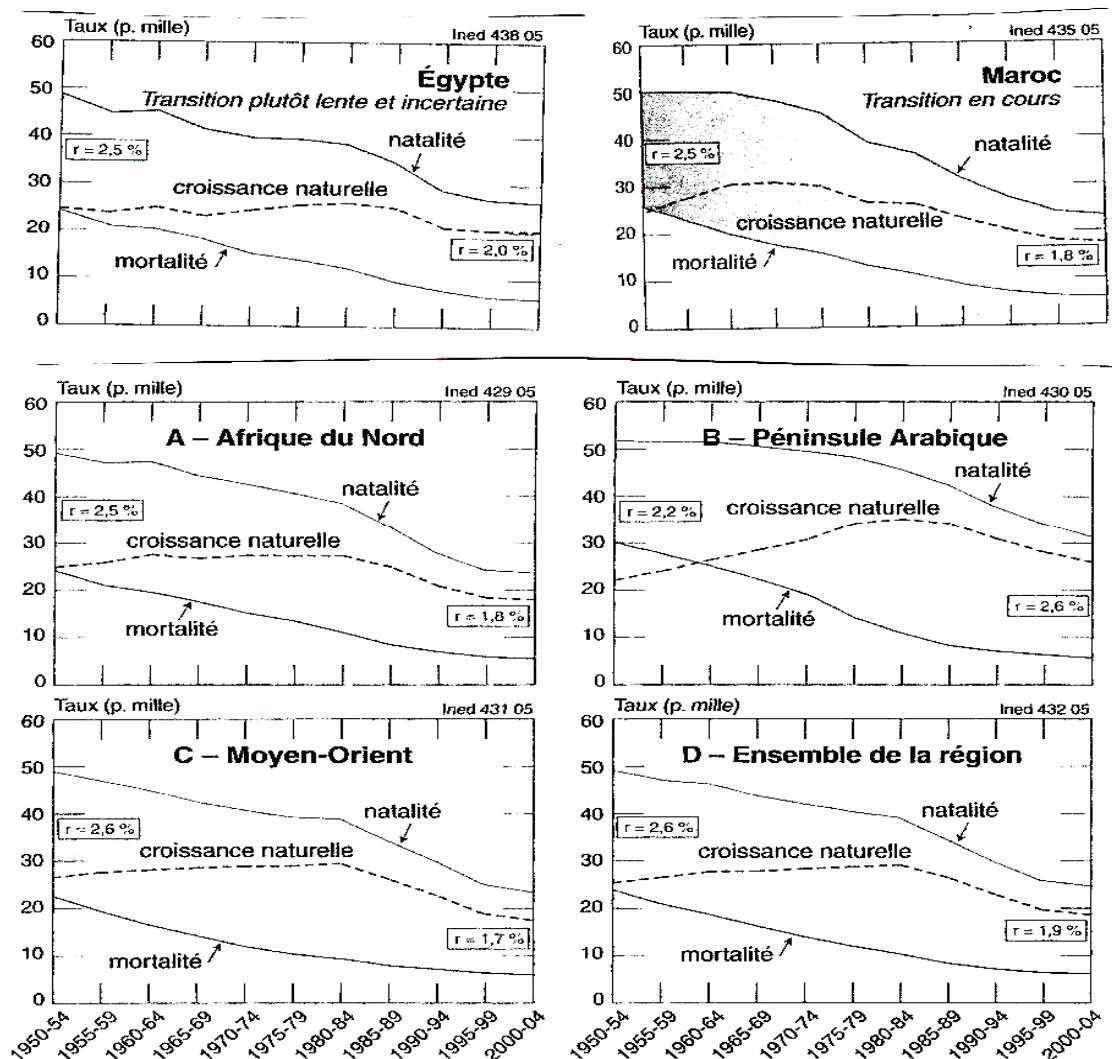 Taux (p. mille) Ined 438 05
60
Égypte
50
Transition plutôt lente et incertaine
natalité
40
r = 2,5 %
30
croissance naturelle
20
r = 2,0 %
mortalité
10
0
Taux (p. mille) Ined 435 05
60
Maroc
50
Transition en cours
natalité
40
r = 2,5 %
30
croissance naturelle
20
r = 1,8 %
mortalité
10
0
Taux (p. mille) Ined 429 05
60
A – Afrique du Nord
50
natalité
40
r = 2,5 %
croissance naturelle
30
20
r = 1,8 %
mortalité
10
0
Taux (p. mille) Ined 430 05
60
B – Péninsule Arabique
50
natalité
40
r = 2,2 %
croissance naturelle
30
20
r = 2,6 %
mortalité
10
0
Taux (p. mille) Ined 431 05
60
C – Moyen-Orient
50
natalité
40
r = 2,6 %
croissance naturelle
30
20
r = 1,7 %
mortalité
10
0
1950-54 1955-59 1960-64 1965-69 1970-74 1975-79 1980-84 1985-89 1990-94 1995-99 2000-04
Taux (p. mille) Ined 432 05
60
D – Ensemble de la région
50
natalité
40
r = 2,6 %
croissance naturelle
30
20
r = 1,9 %
mortalité
10
0
1950-54 1955-59 1960-64 1965-69 1970-74 1975-79 1980-84 1985-89 1990-94 1995-99 2000-04